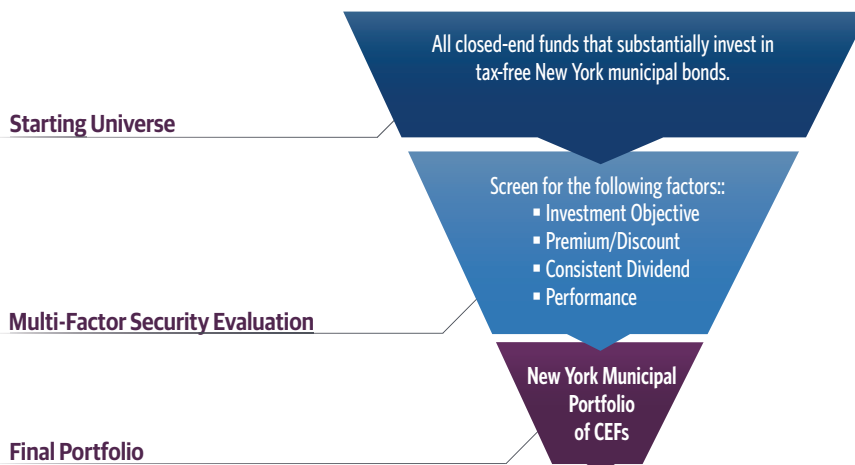 All closed-end funds that substantially invest in
tax-free New York municipal bonds.
Starting Universe
Screen for the following factors::
▪ Investment Objective
▪ Premium/Discount
▪ Consistent Dividend
▪ Performance
Multi-Factor Security Evaluation
New York Municipal
Portfolio
of CEFs
Final Portfolio